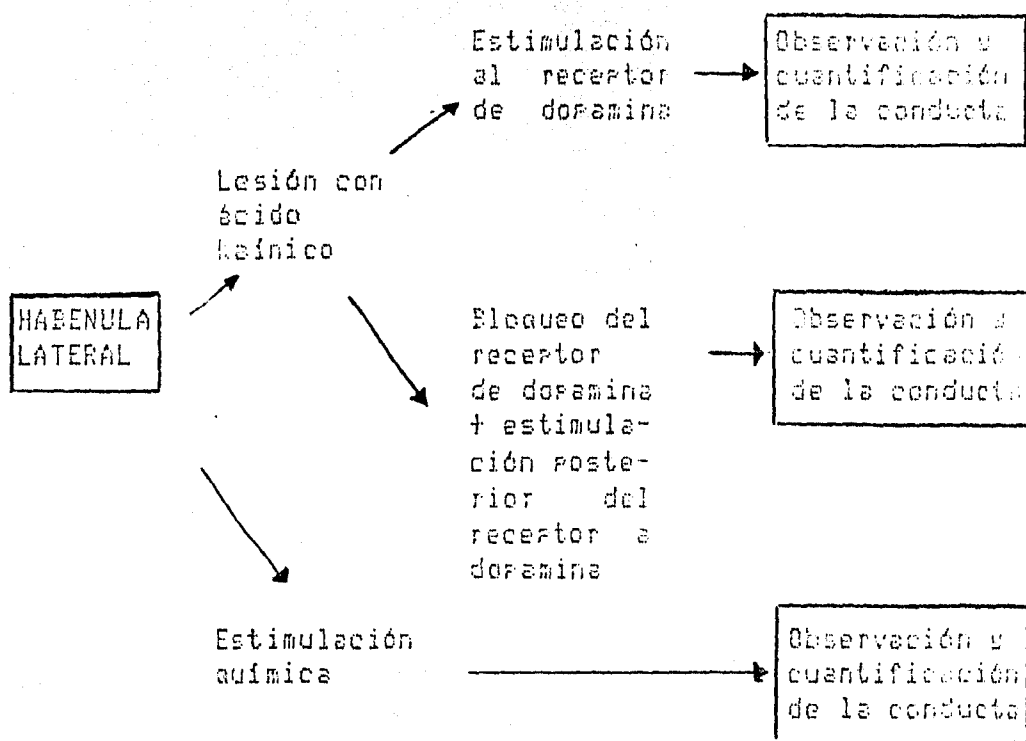 Estimulación
al receptor
de dopamina
Observación y
cuantificación
de la conducta
Lesión con
ácido
kaínico
HABENULA
LATERAL
Bloqueo del
receptor
de dopamina
+ estimula-
ción poste-
rior del
receptor a
dopamina
Observación y
cuantificació
de la conducta
Estimulación
química
Observación y
cuantificación
de la conducta